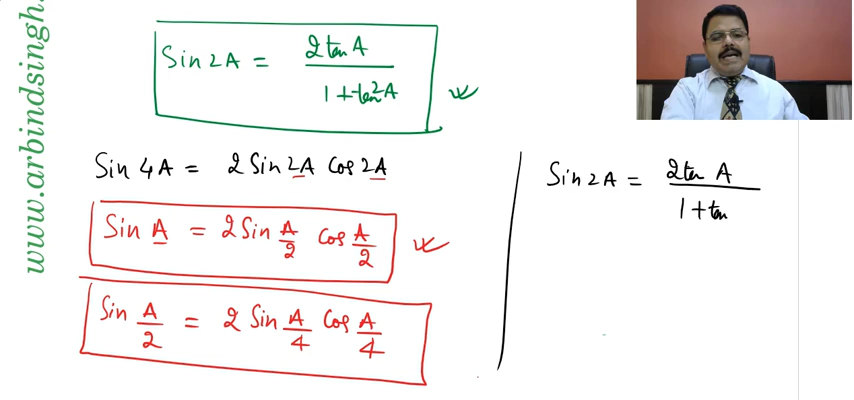 www.arbindsingh.
Sin 2A = 2 tan A / 1 + tan²A
Sin 4A = 2 Sin 2A Cos 2A
Sin A = 2 Sin A/2 Cos A/2
Sin A/2 = 2 Sin A/4 Cos A/4
Sin 2A = 2 tan A / 1 + tan